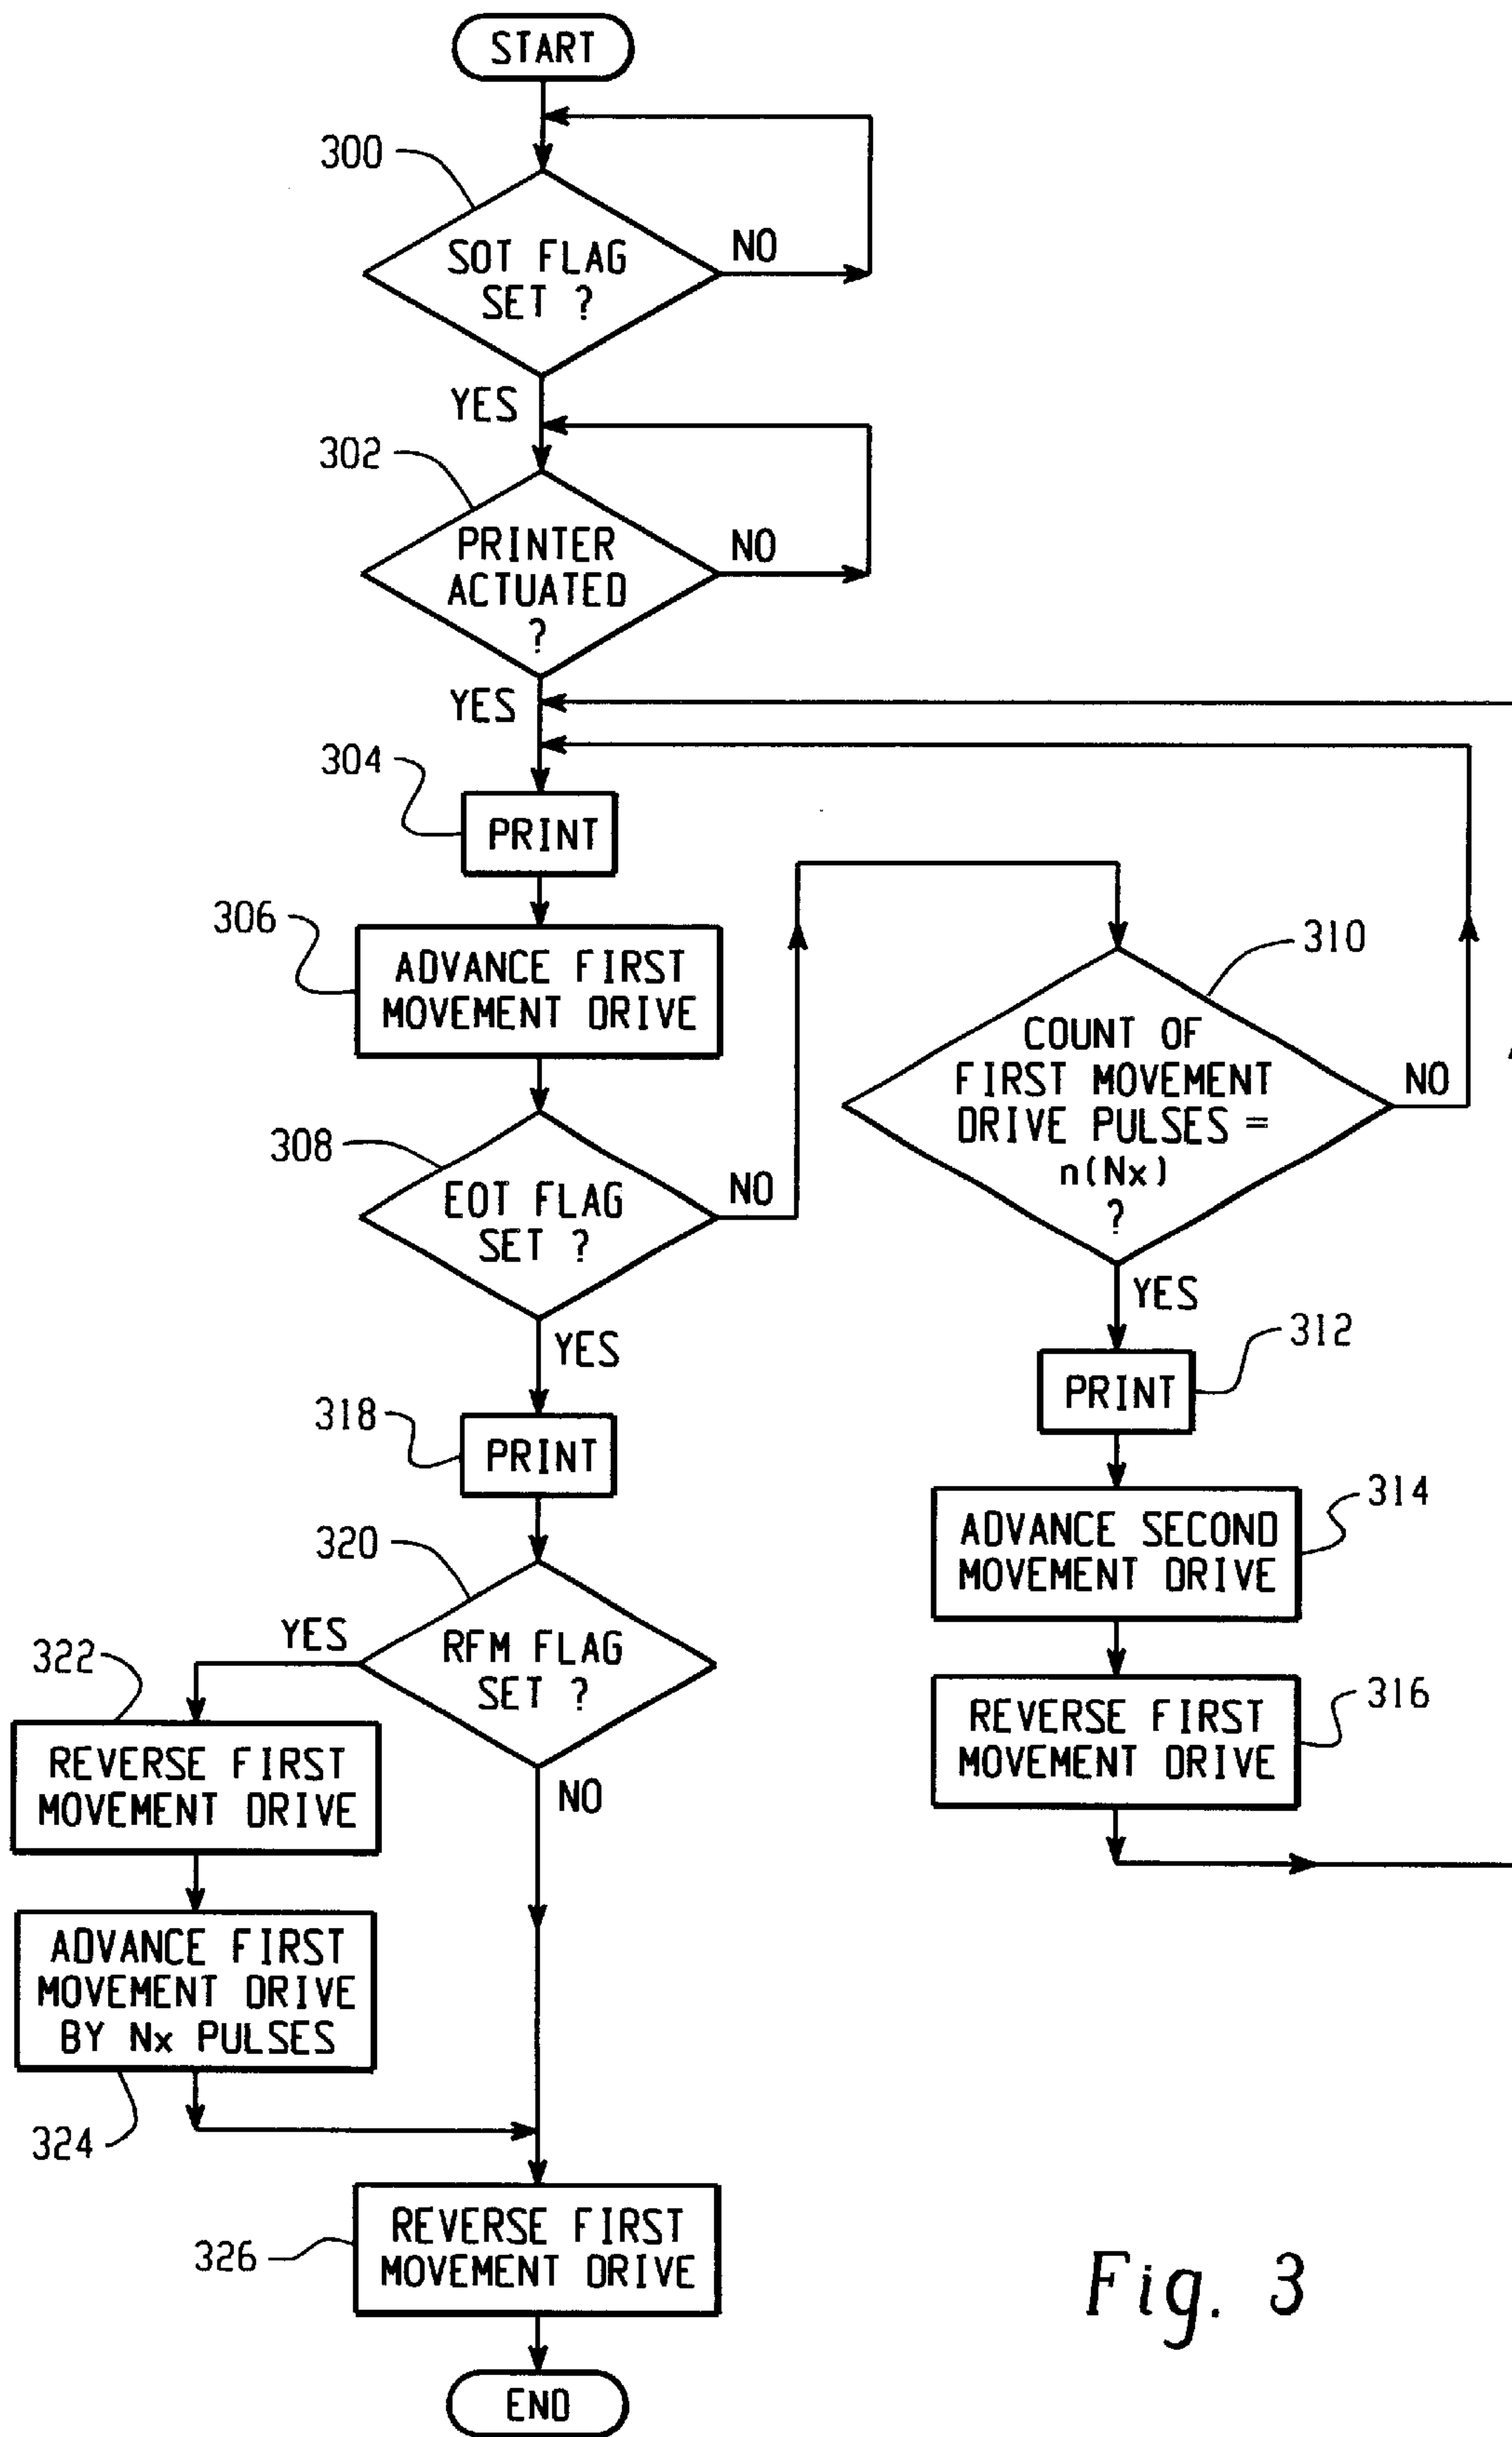 START
300
SOT FLAG
SET ?
NO
YES
302
PRINTER
ACTUATED
?
NO
YES
304
PRINT
306
ADVANCE FIRST
MOVEMENT DRIVE
308
EOT FLAG
SET ?
NO
YES
310
COUNT OF
FIRST MOVEMENT
DRIVE PULSES =
n(Nx)
?
NO
YES
312
PRINT
314
ADVANCE SECOND
MOVEMENT DRIVE
316
REVERSE FIRST
MOVEMENT DRIVE
318
PRINT
320
RFM FLAG
SET ?
YES
NO
322
REVERSE FIRST
MOVEMENT DRIVE
ADVANCE FIRST
MOVEMENT DRIVE
BY Nx PULSES
324
326
REVERSE FIRST
MOVEMENT DRIVE
END
Fig. 3